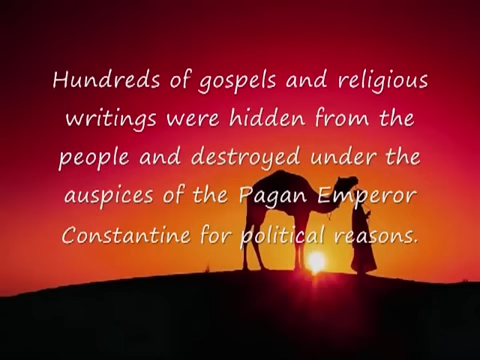 Hundreds of gospels and religious
writings were hidden from the
people and destroyed under the
auspices of the Pagan Emperor
Constantine for political reasons.